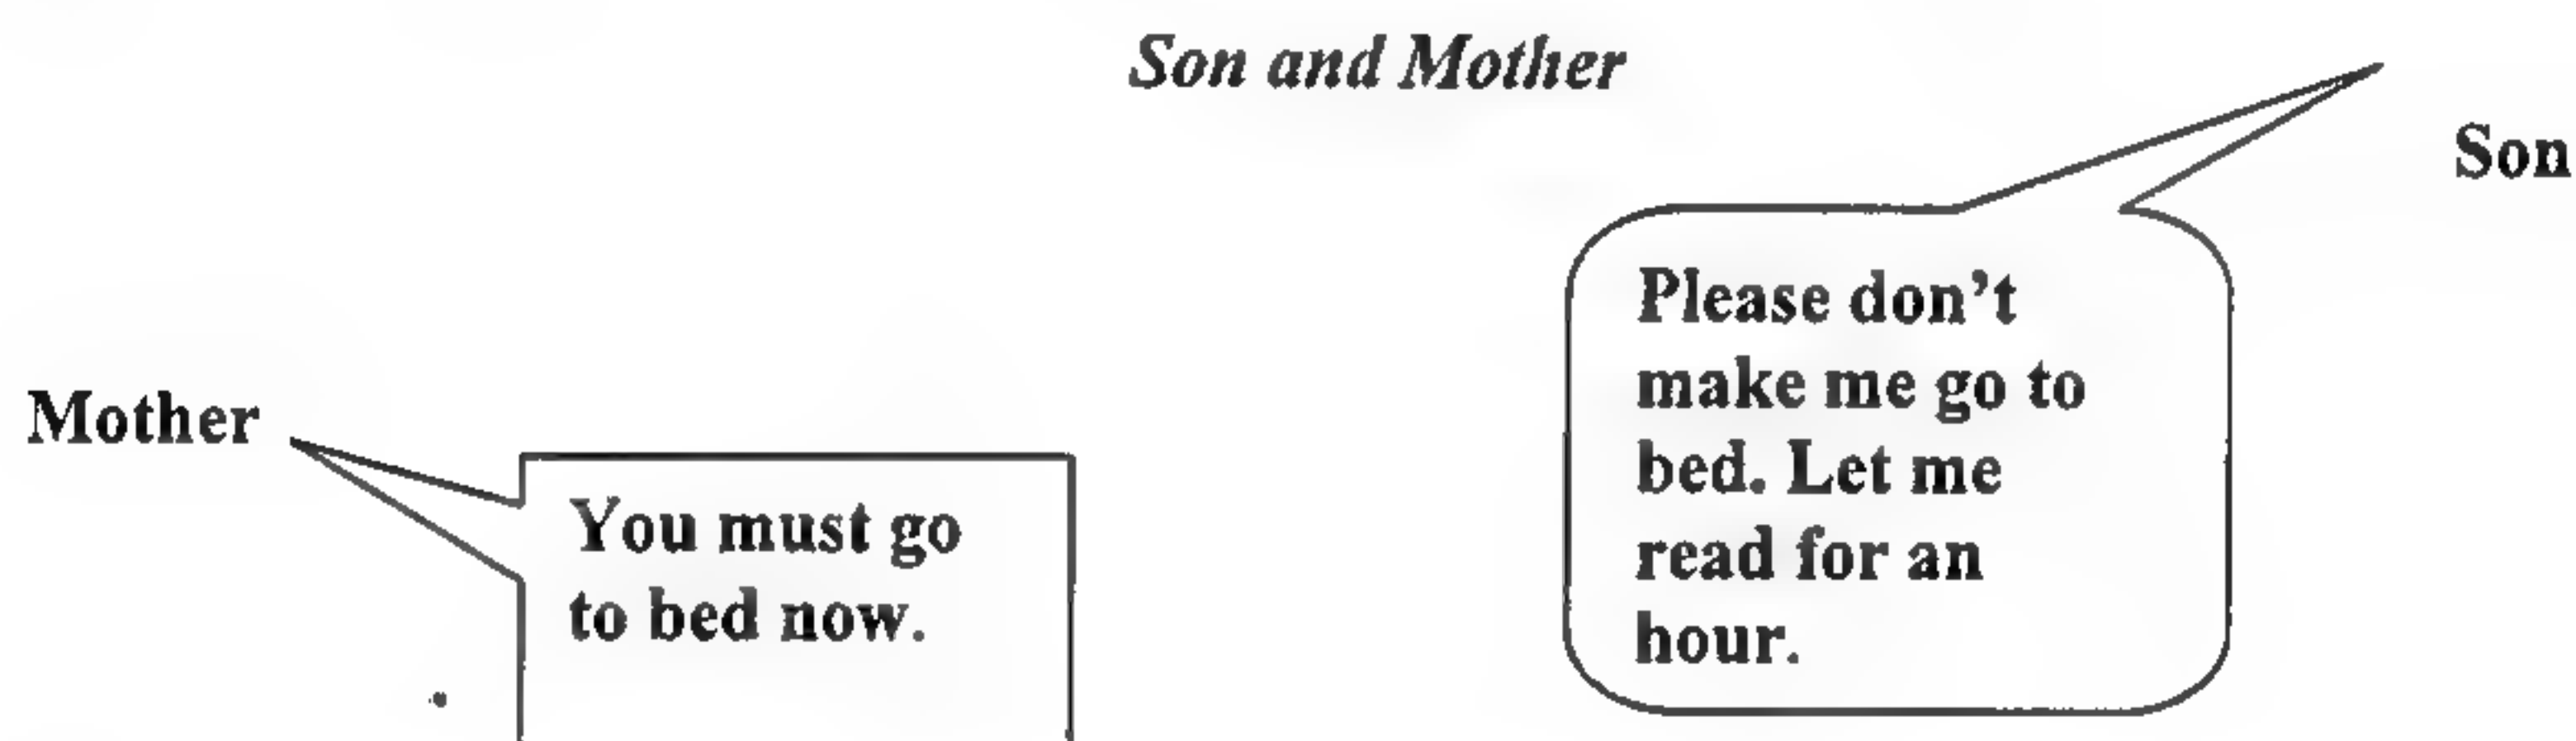 Son and Mother
Son
Please don't
make me go to
bed. Let me
read for an
hour.
Mother
You must go
to bed now.